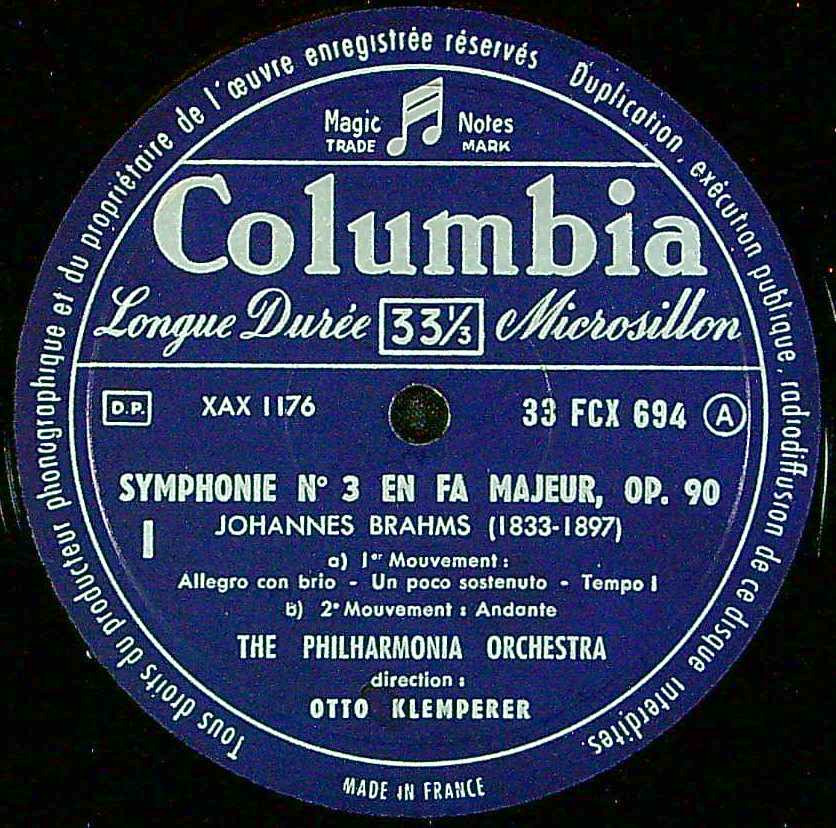 Tous droits du producteur phonographique et du propriétaire de l'œuvre enregistrée réservés Duplication, exécution publique, radiodiffusion de ce disque interdites.
Magic Notes
TRADE MARK
Columbia
Longue Durée 33⅓ Microsillon
D.P. XAX 1176 33 FCX 694 A
SYMPHONIE N° 3 EN FA MAJEUR, OP. 90
I JOHANNES BRAHMS (1833-1897)
a) 1er Mouvement :
Allegro con brio - Un poco sostenuto - Tempo I
b) 2e Mouvement : Andante
THE PHILHARMONIA ORCHESTRA
direction :
OTTO KLEMPERER
MADE IN FRANCE